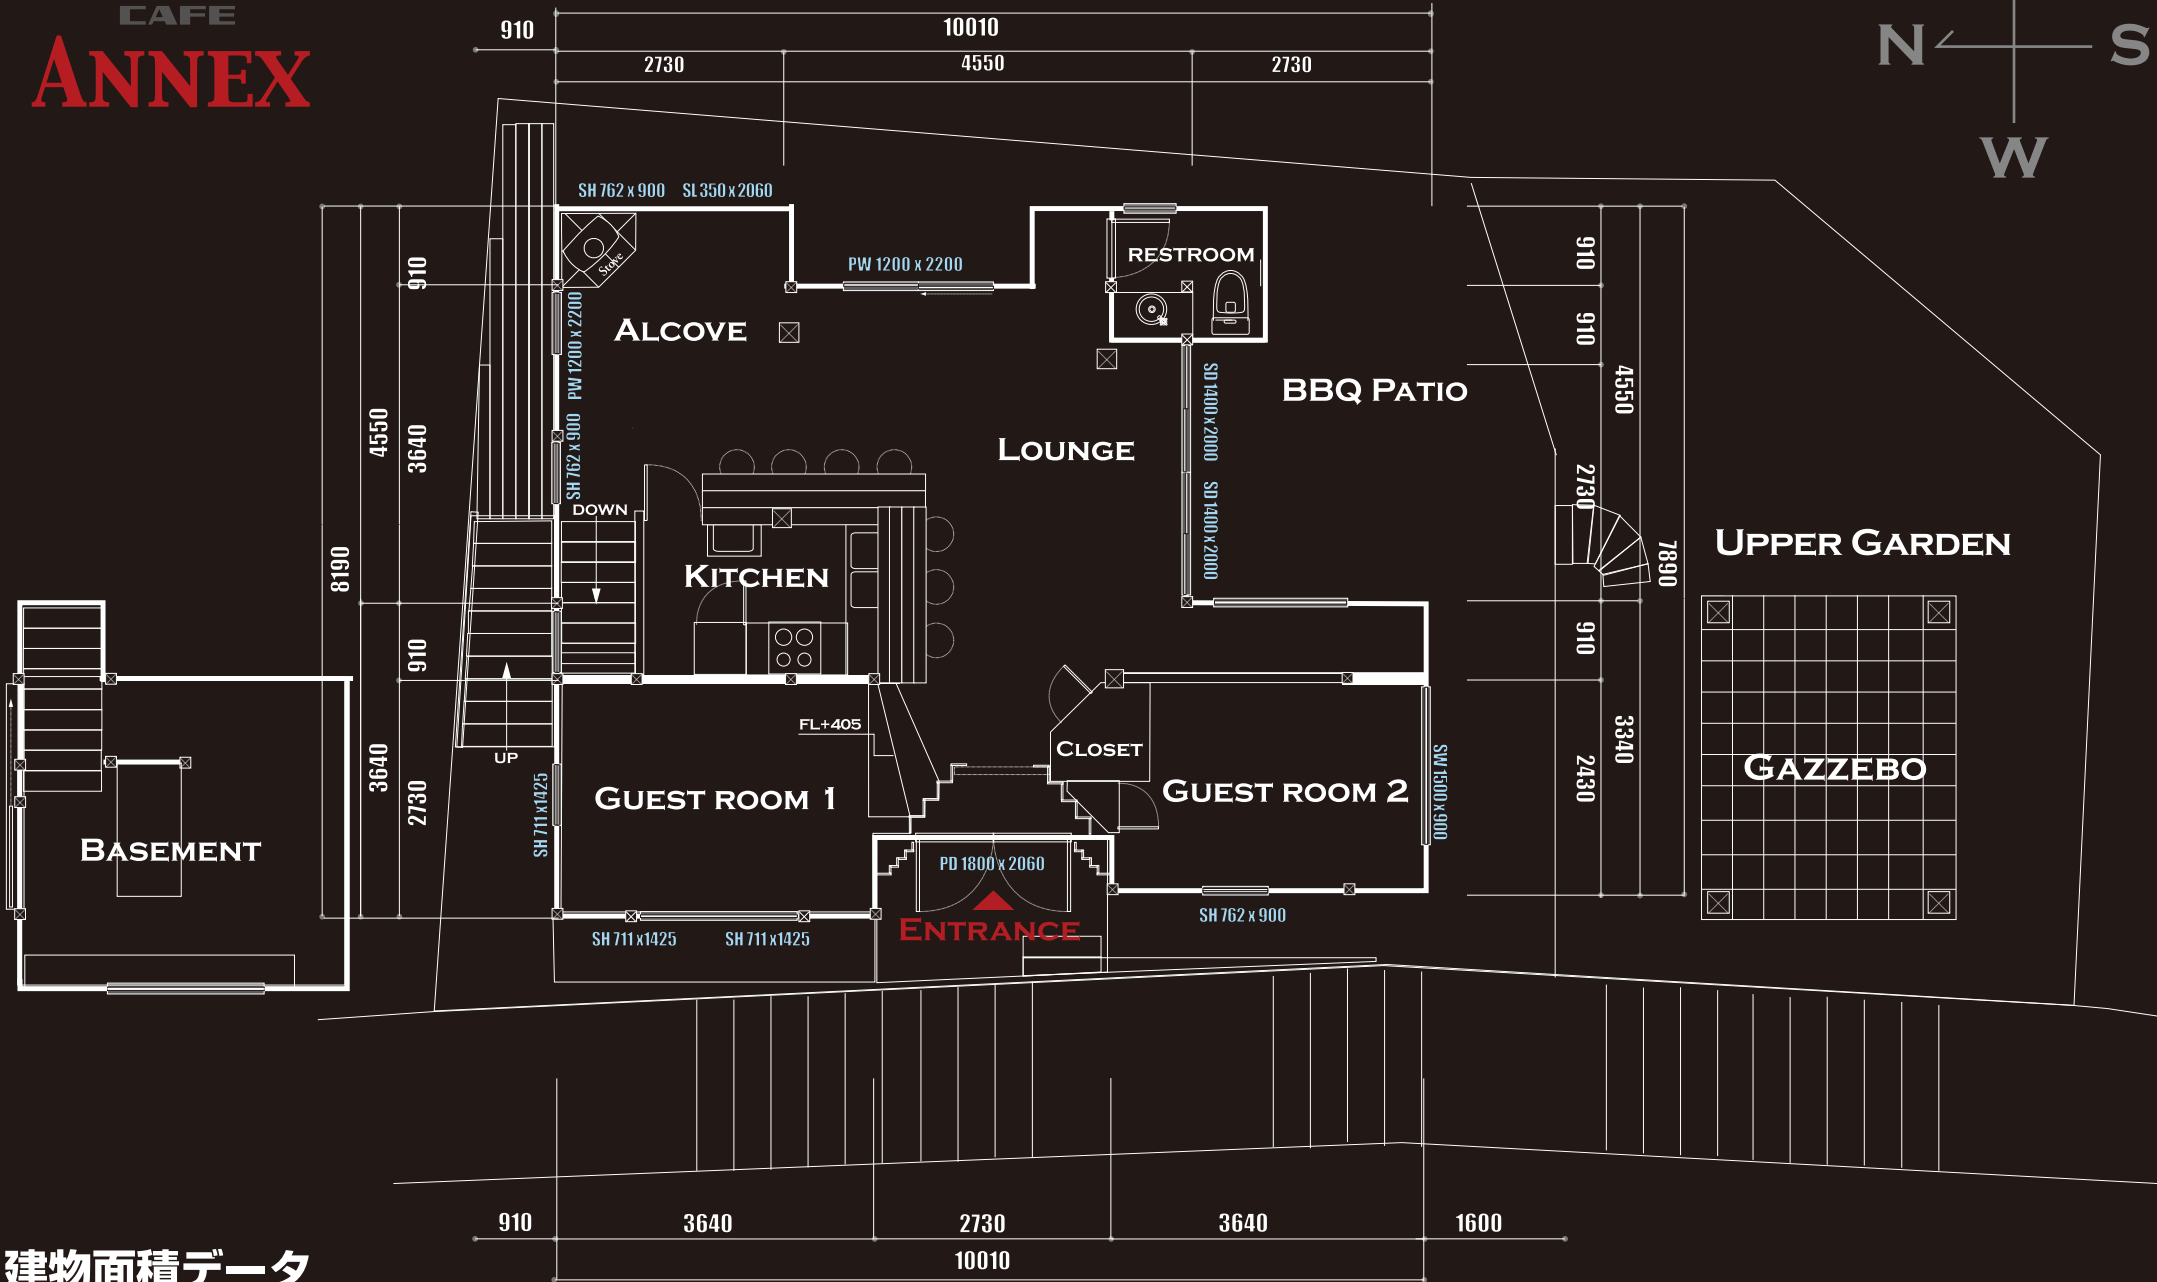 CAFE
ANNEX
N
S
W
910
10010
2730
4550
2730
SH 762 x 900
SL 350 x 2060
PW 1200 x 2200
RESTROOM
Stove
ALCOVE
PW 1200 x 2200
SH 762 x 900
910
3640
4550
8190
910
3640
2730
BBQ PATIO
LOUNGE
SD 1400 x 2000
SD 1400 x 2000
DOWN
KITCHEN
UP
910
910
4550
2730
7890
910
3340
2430
UPPER GARDEN
GAZZEBO
FL+405
CLOSET
GUEST ROOM 1
GUEST ROOM 2
SH 711 x1425
SW 1500 x 900
BASEMENT
PD 1800 x 2060
ENTRANCE
SH 711 x1425
SH 711 x1425
SH 762 x 900
910
3640
2730
3640
1600
10010
建物面積データ